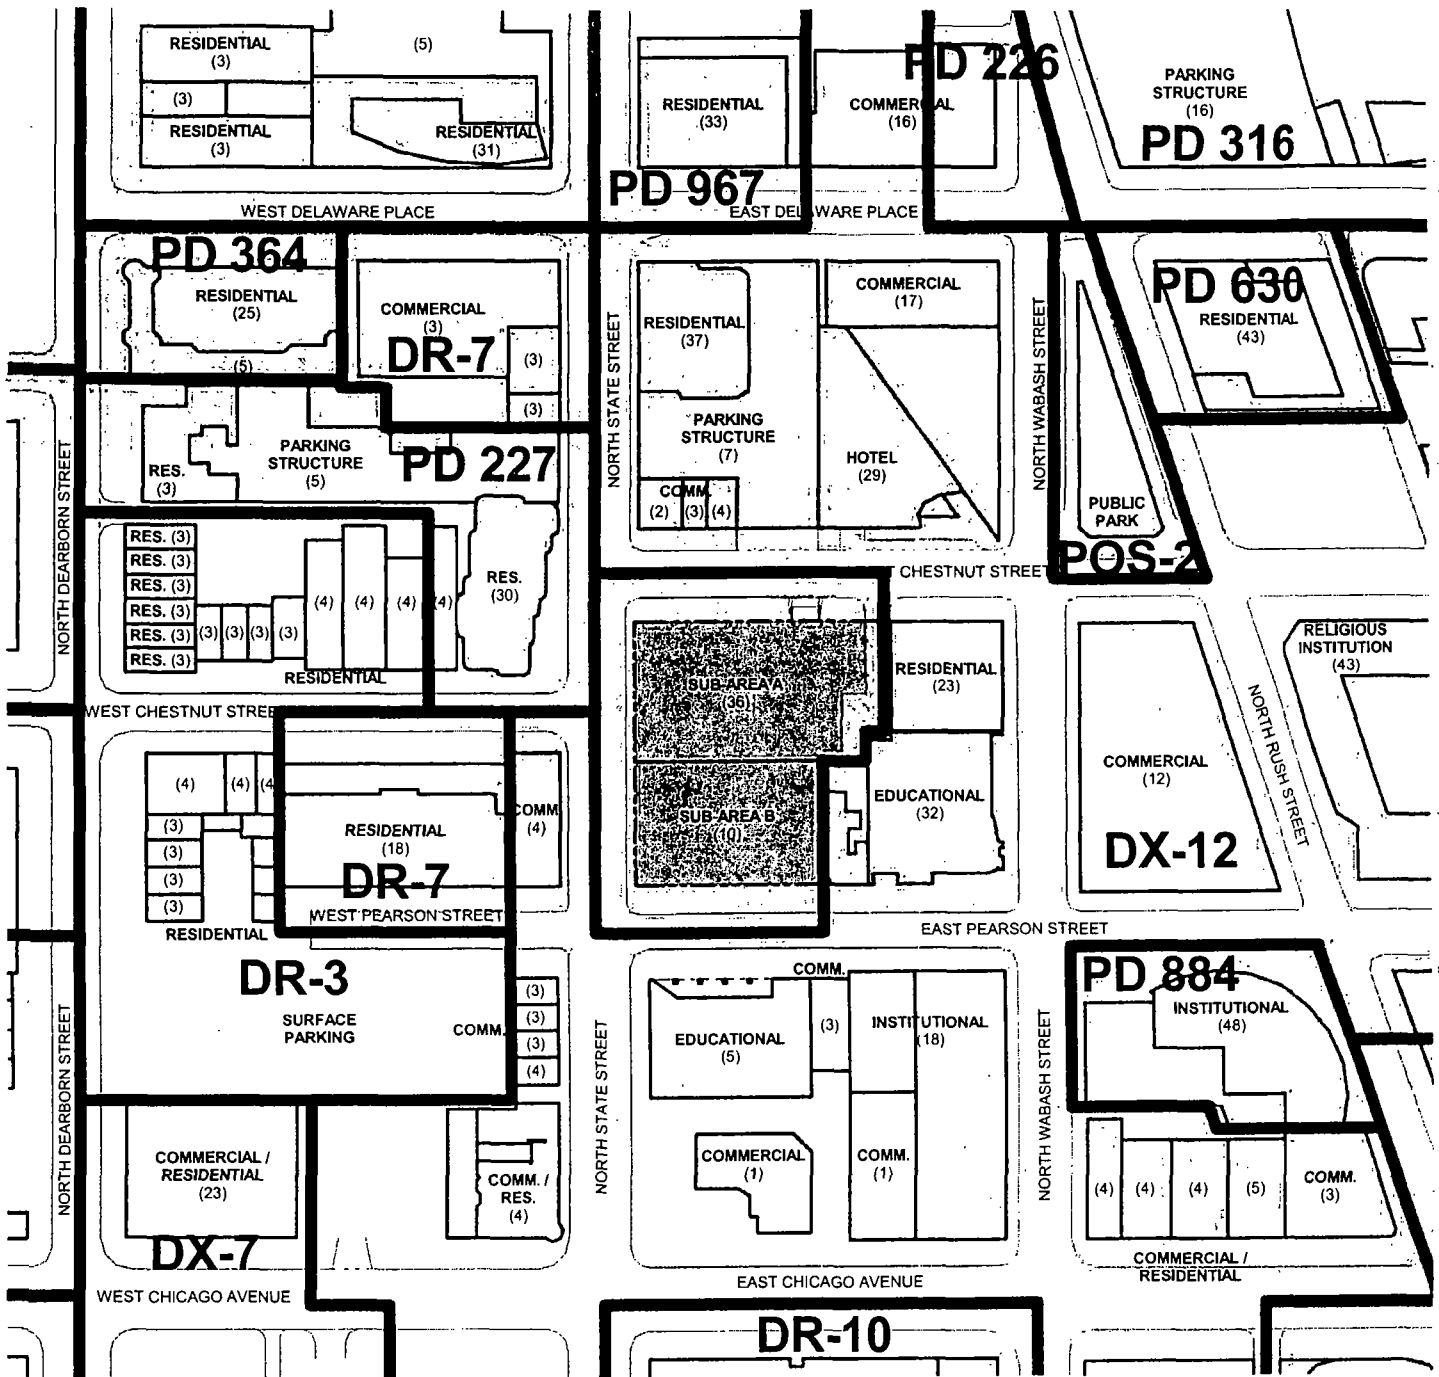 RESIDENTIAL
(3)
(5)
(3)
RESIDENTIAL
(3)
RESIDENTIAL
(31)
RESIDENTIAL
(33)
COMMERCIAL
(16)
PD 226
PARKING
STRUCTURE
(16)
PD 316
PD 967
WEST DELAWARE PLACE
EAST DELAWARE PLACE
PD 364
RESIDENTIAL
(25)
(5)
COMMERCIAL
(3)
DR-7
(3)
(3)
NORTH STATE STREET
RESIDENTIAL
(37)
COMMERCIAL
(17)
PARKING
STRUCTURE
(7)
HOTEL
(29)
COMM.
(2)
(3)
(4)
NORTH WABASH STREET
PUBLIC
PARK
POS-2
PD 630
RESIDENTIAL
(43)
NORTH DEARBORN STREET
RES.
(3)
PARKING
STRUCTURE
(5)
PD 227
RES. (3)
RES. (3)
RES. (3)
RES. (3)
RES. (3)
RES. (3)
(3)
(3)
(3)
(3)
(4)
(4)
(4)
(4)
RESIDENTIAL
RES.
(30)
CHESTNUT STREET
WEST CHESTNUT STREE
SUB-AREA A
(36)
SUB-AREA B
(10)
RESIDENTIAL
(23)
EDUCATIONAL
(32)
COMMERCIAL
(12)
DX-12
RELIGIOUS
INSTITUTION
(43)
NORTH RUSH STREET
(4)
(4)
(4)
(3)
(3)
(3)
(3)
RESIDENTIAL
RESIDENTIAL
(18)
DR-7
COMM.
(4)
WEST PEARSON STREET
EAST PEARSON STREET
DR-3
SURFACE
PARKING
COMM.
(3)
(3)
(3)
(4)
NORTH DEARBORN STREET
NORTH STATE STREET
EDUCATIONAL
(5)
COMM.
(3)
INSTITUTIONAL
(18)
COMMERCIAL
(1)
COMM.
(1)
NORTH WABASH STREET
PD 884
INSTITUTIONAL
(48)
(4)
(4)
(4)
(5)
COMM.
(3)
COMMERCIAL /
RESIDENTIAL
COMMERCIAL /
RESIDENTIAL
(23)
DX-7
COMM. /
RES.
(4)
WEST CHICAGO AVENUE
EAST CHICAGO AVENUE
DR-10